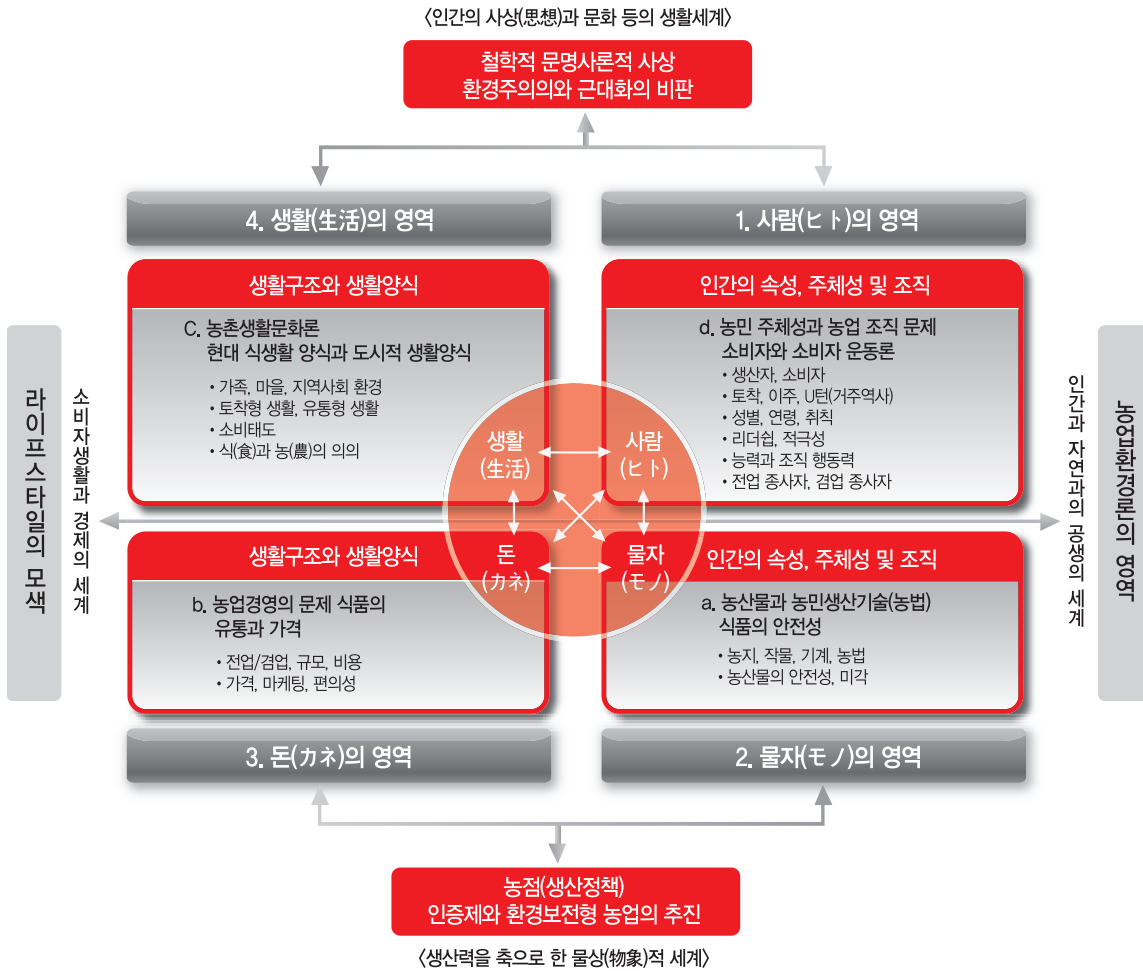 〈인간의 사상(思想)과 문화 등의 생활세계〉
철학적 문명사론적 사상
환경주의의와 근대화의 비판
4. 생활(生活)의 영역
1. 사람(ヒト)의 영역
생활구조와 생활양식
C. 농촌생활문화론
현대 식생활 양식과 도시적 생활양식
• 가족, 마을, 지역사회 환경
• 토착형 생활, 유통형 생활
• 소비태도
• 식(食)과 농(農)의 의의
인간의 속성, 주체성 및 조직
d. 농민 주체성과 농업 조직 문제
소비자와 소비자 운동론
• 생산자, 소비자
• 토착, 이주, U턴(거주역사)
• 성별, 연령, 취칙
• 리더쉽, 적극성
• 능력과 조직 행동력
• 전업 종사자, 겸업 종사자
라이프스타일의 모색
소비자생활과 경제의 세계
생활
(生活)
사람
(ヒト)
돈
(カネ)
물자
(モノ)
인간과 자연과의 공생의 세계
농업환경론의 영역
생활구조와 생활양식
b. 농업경영의 문제 식품의
유통과 가격
• 전업/겸업, 규모, 비용
• 가격, 마케팅, 편의성
인간의 속성, 주체성 및 조직
a. 농산물과 농민생산기술(농법)
식품의 안전성
• 농지, 작물, 기계, 농법
• 농산물의 안전성, 미각
3. 돈(カネ)의 영역
2. 물자(モノ)의 영역
농점(생산정책)
인증제와 환경보전형 농업의 추진
〈생산력을 축으로 한 물상(物象)적 세계〉